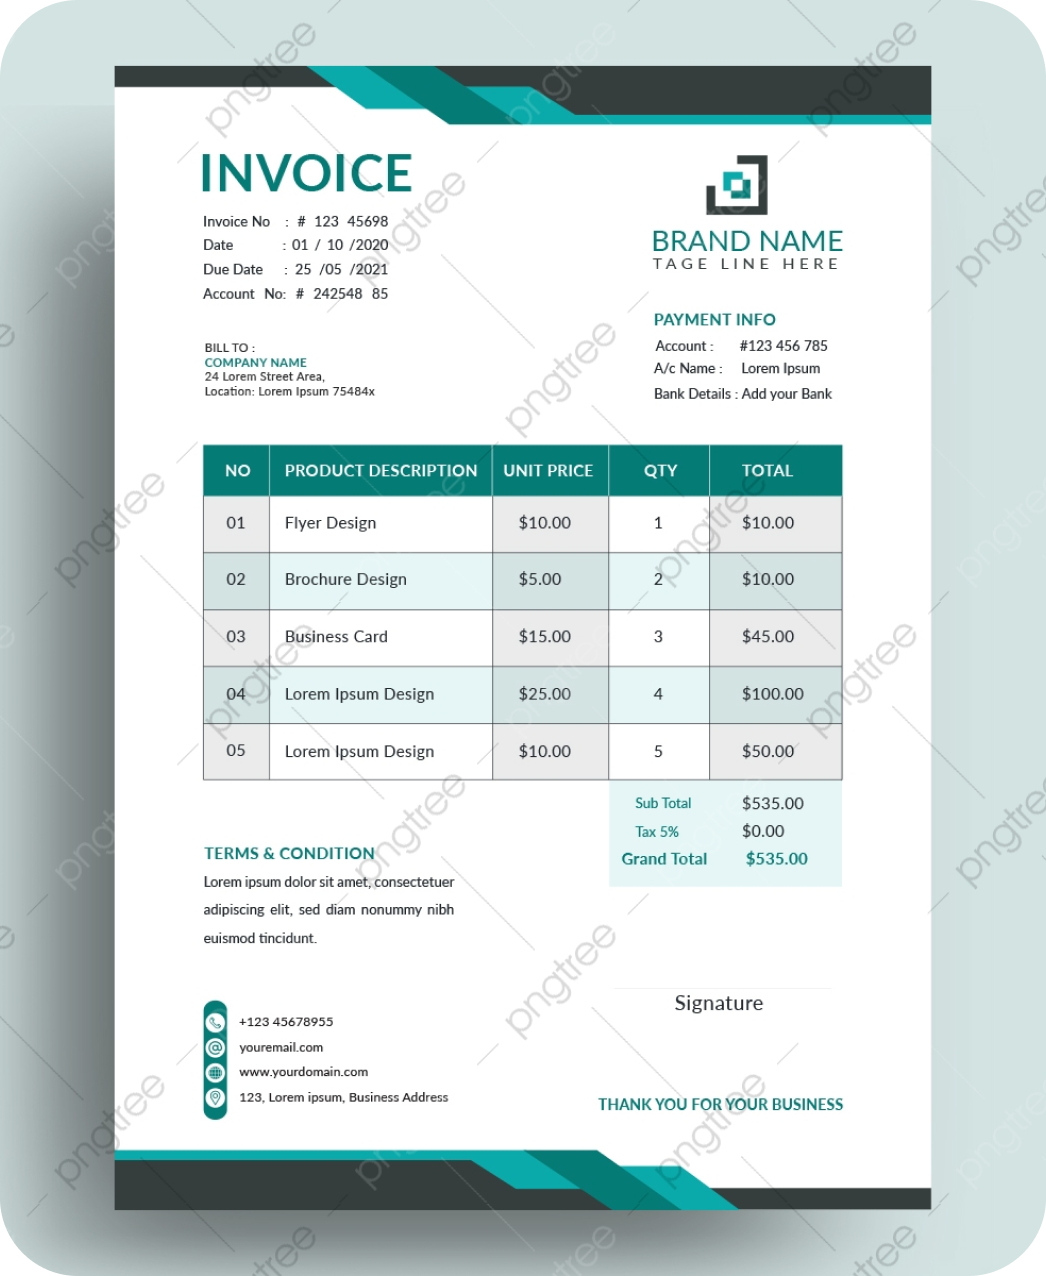 INVOICE
Invoice No : # 123 45698
Date : 01 / 10 /2020
Due Date : 25 /05 /2021
Account No: # 242548 85
BRAND NAME
TAGE LINE HERE
BILL TO :
COMPANY NAME
24 Lorem Street Area,
Location: Lorem Ipsum 75484x
PAYMENT INFO
Account : #123 456 785
A/c Name : Lorem Ipsum
Bank Details : Add your Bank
NO PRODUCT DESCRIPTION UNIT PRICE QTY TOTAL
01 Flyer Design $10.00 1 $10.00
02 Brochure Design $5.00 2 $10.00
03 Business Card $15.00 3 $45.00
04 Lorem Ipsum Design $25.00 4 $100.00
05 Lorem Ipsum Design $10.00 5 $50.00
Sub Total $535.00
Tax 5% $0.00
Grand Total $535.00
TERMS & CONDITION
Lorem ipsum dolor sit amet, consectetuer
adipiscing elit, sed diam nonummy nibh
euismod tincidunt.
Signature
+123 45678955
youremail.com
www.yourdomain.com
123, Lorem ipsum, Business Address
THANK YOU FOR YOUR BUSINESS
pngtree